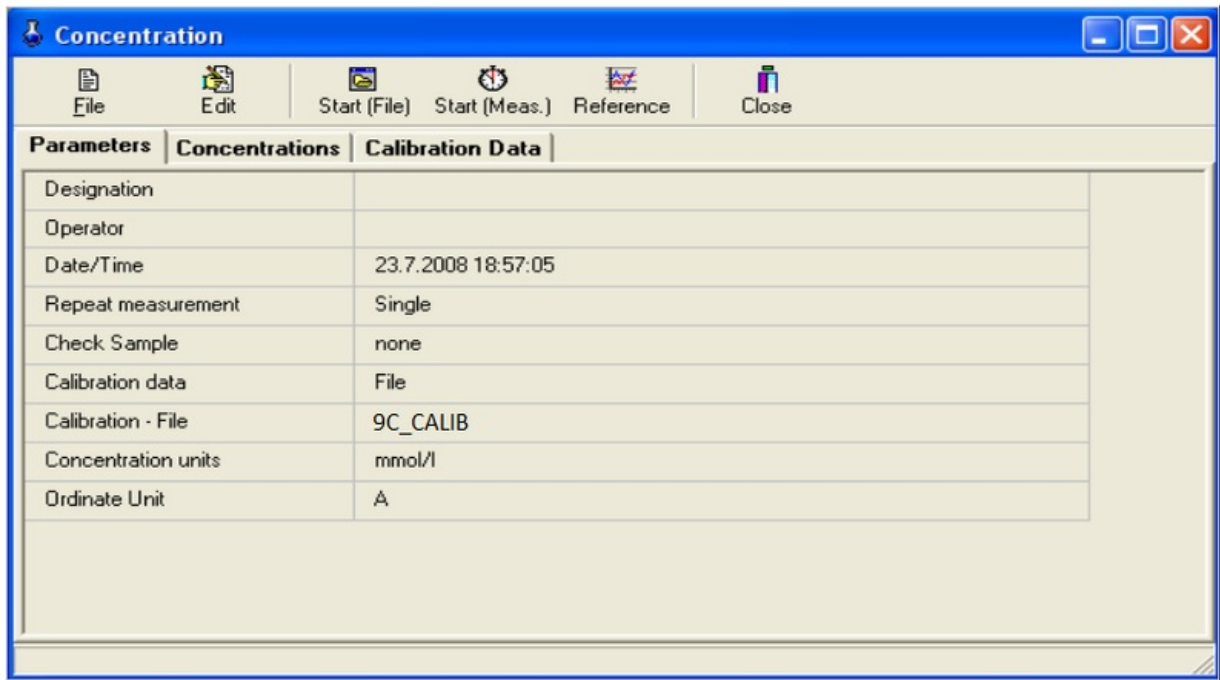 Concentration
File Edit Start (File) Start (Meas.) Reference Close
Parameters Concentrations Calibration Data
Designation
Operator
Date/Time 23.7.2008 18:57:05
Repeat measurement Single
Check Sample none
Calibration data File
Calibration - File 9C_CALIB
Concentration units mmol/l
Ordinate Unit A